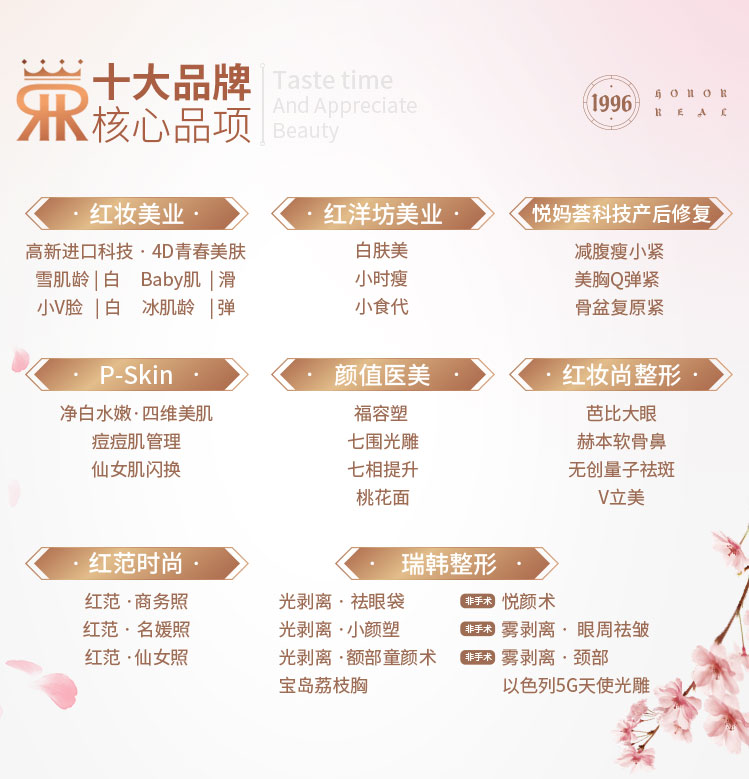 十大品牌
核心品项
Taste time
And Appreciate
Beauty
1996
HONOR
REAL
· 红妆美业 ·
高新进口科技 · 4D青春美肤
雪肌龄 | 白 Baby肌 | 滑
小V脸 | 白 冰肌龄 | 弹
· 红洋坊美业 ·
白肤美
小时瘦
小食代
悦妈荟科技产后修复
减腹瘦小紧
美胸Q弹紧
骨盆复原紧
· P-Skin ·
净白水嫩·四维美肌
痘痘肌管理
仙女肌闪换
· 颜值医美 ·
福容塑
七围光雕
七相提升
桃花面
· 红妆尚整形 ·
芭比大眼
赫本软骨鼻
无创量子祛斑
V立美
· 红范时尚 ·
红范 ·商务照
红范 · 名媛照
红范 ·仙女照
· 瑞韩整形 ·
光剥离 · 祛眼袋 非手术 悦颜术
光剥离 ·小颜塑 非手术 雾剥离 · 眼周祛皱
光剥离 ·额部童颜术 非手术 雾剥离 · 颈部
宝岛荔枝胸 以色列5G天使光雕